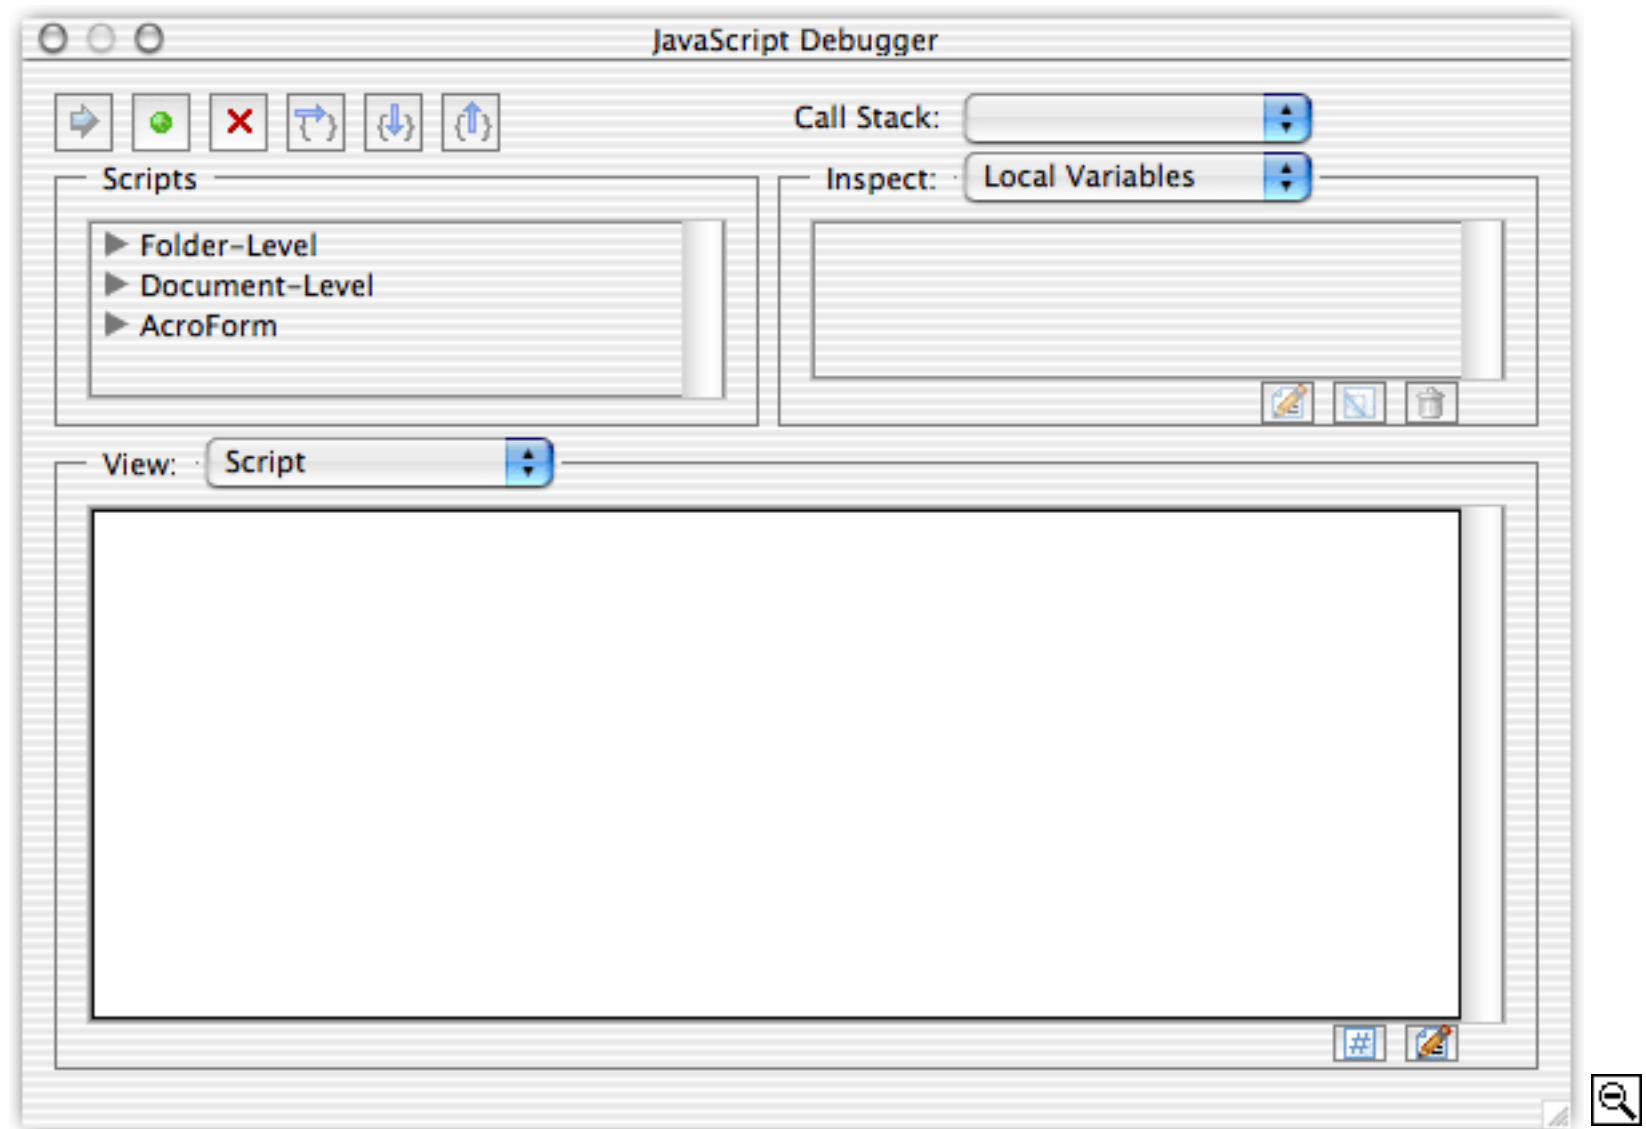 JavaScript Debugger
Call Stack:
Scripts
Inspect: Local Variables
Folder-Level
Document-Level
AcroForm
View: Script
#